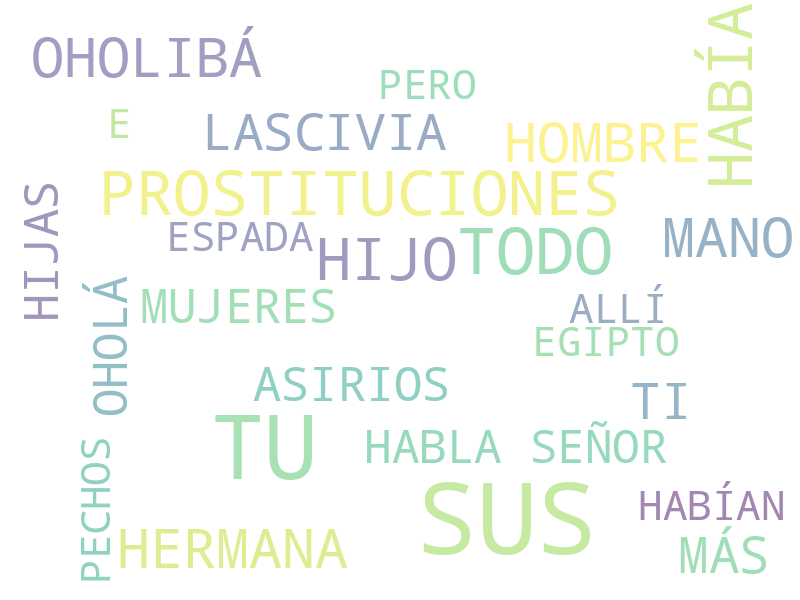 OHOLIBÁ
PERO
HABÍA
E
LASCIVIA
HOMBRE
PROSTITUCIONES
HIJAS
ESPADA
HIJO
TODO
MANO
OHOLÁ
MUJERES
ALLÍ
EGIPTO
ASIRIOS
TI
TU
HABLA SEÑOR
PECHOS
SUS
HABÍAN
HERMANA
MÁS